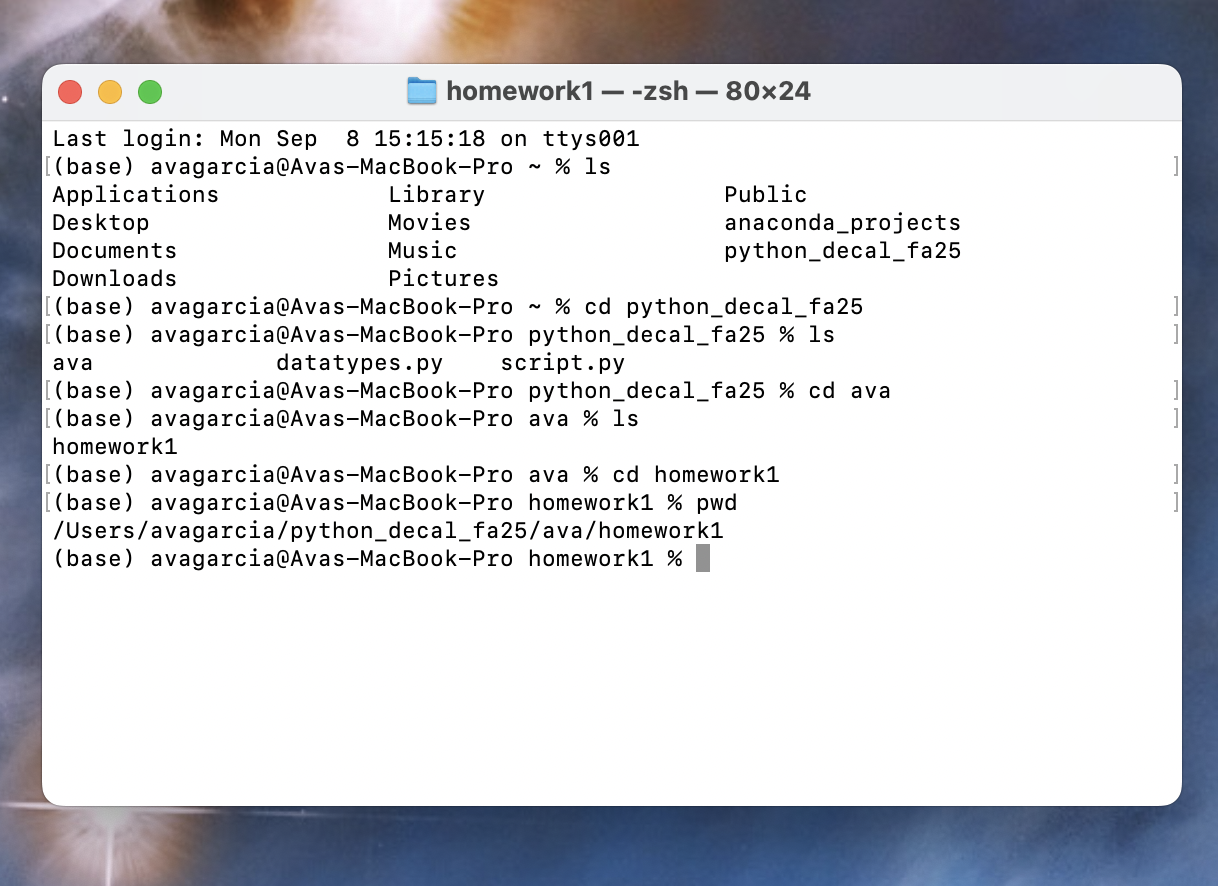 homework1 — -zsh — 80×24
Last login: Mon Sep  8 15:15:18 on ttys001
[(base) avagarcia@Avas-MacBook-Pro ~ % ls ]
Applications            Library                 Public
Desktop                 Movies                  anaconda_projects
Documents               Music                   python_decal_fa25
Downloads               Pictures
[(base) avagarcia@Avas-MacBook-Pro ~ % cd python_decal_fa25 ]
[(base) avagarcia@Avas-MacBook-Pro python_decal_fa25 % ls ]
ava             datatypes.py    script.py
[(base) avagarcia@Avas-MacBook-Pro python_decal_fa25 % cd ava ]
[(base) avagarcia@Avas-MacBook-Pro ava % ls ]
homework1
[(base) avagarcia@Avas-MacBook-Pro ava % cd homework1 ]
[(base) avagarcia@Avas-MacBook-Pro homework1 % pwd ]
/Users/avagarcia/python_decal_fa25/ava/homework1
(base) avagarcia@Avas-MacBook-Pro homework1 %